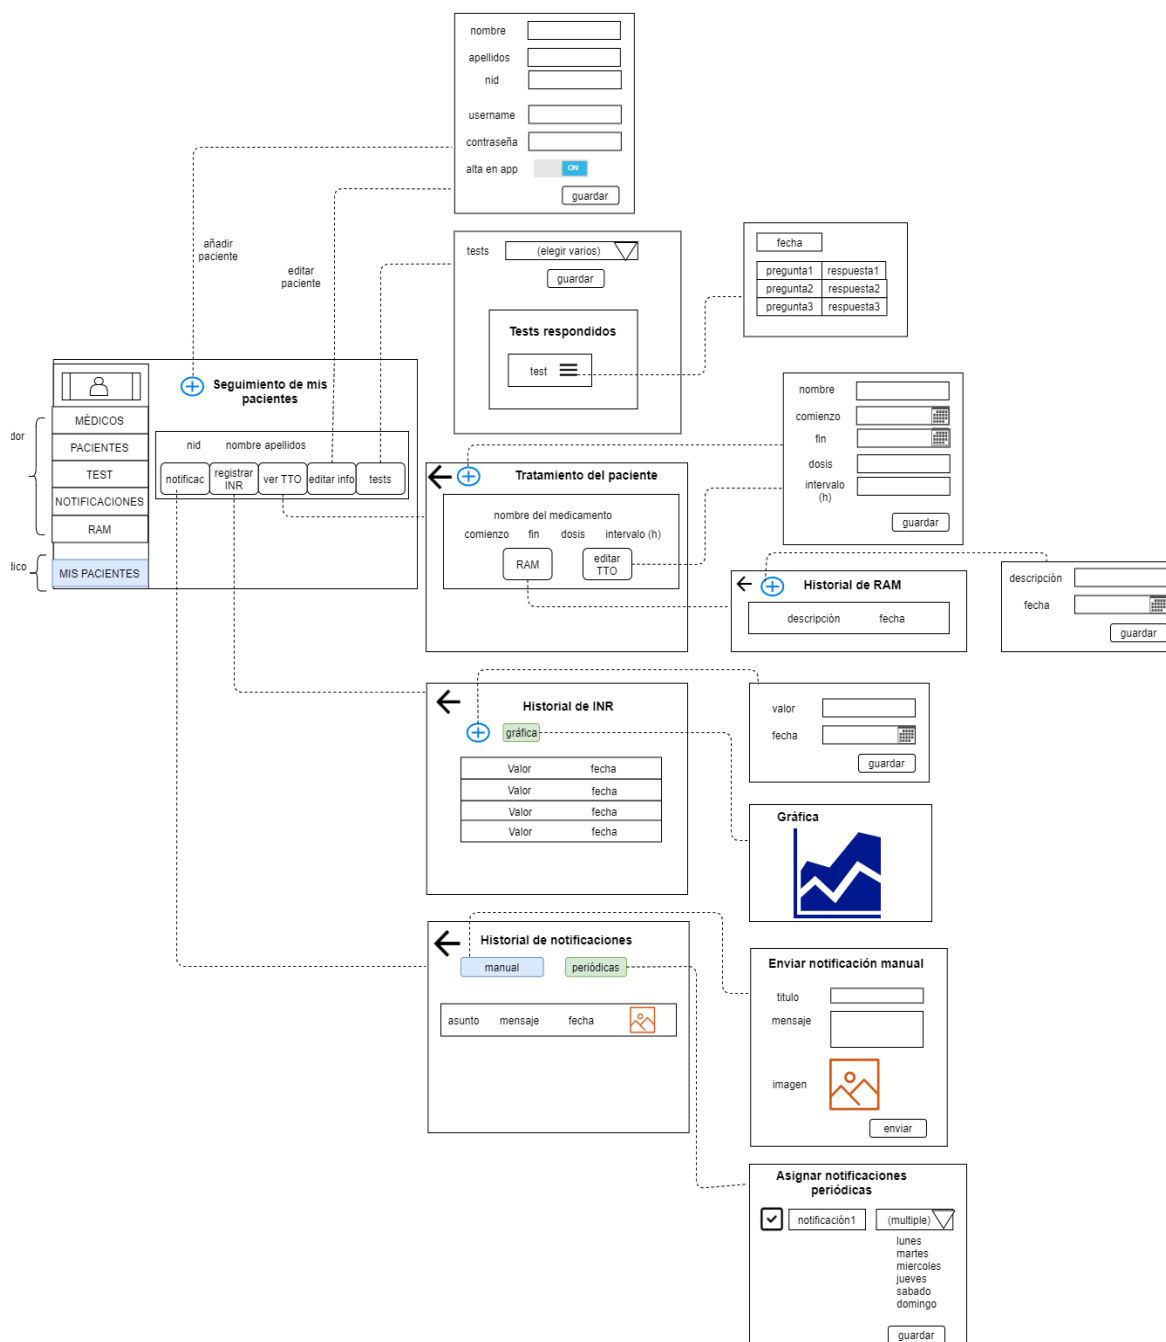 nombre
apellidos
nid
username
contraseña
alta en app
ON
guardar
añadir
paciente
editar
paciente
tests
(elegir varios)
guardar
Tests respondidos
test
fecha
pregunta1 respuesta1
pregunta2 respuesta2
pregunta3 respuesta3
dor
MÉDICOS
PACIENTES
TEST
NOTIFICACIONES
RAM
dico
MIS PACIENTES
Seguimiento de mis
pacientes
nid nombre apellidos
notificac
registrar
INR
ver TTO
editar info
tests
Tratamiento del paciente
nombre del medicamento
comienzo fin dosis intervalo (h)
RAM
editar
TTO
nombre
comienzo
fin
dosis
intervalo
(h)
guardar
Historial de RAM
descripción fecha
descripción
fecha
guardar
Historial de INR
gráfica
Valor fecha
Valor fecha
Valor fecha
Valor fecha
valor
fecha
guardar
Gráfica
Historial de notificaciones
manual
periódicas
asunto mensaje fecha
Enviar notificación manual
titulo
mensaje
imagen
enviar
Asignar notificaciones
periódicas
notificación1
(multiple)
lunes
martes
miercoles
jueves
sabado
domingo
guardar